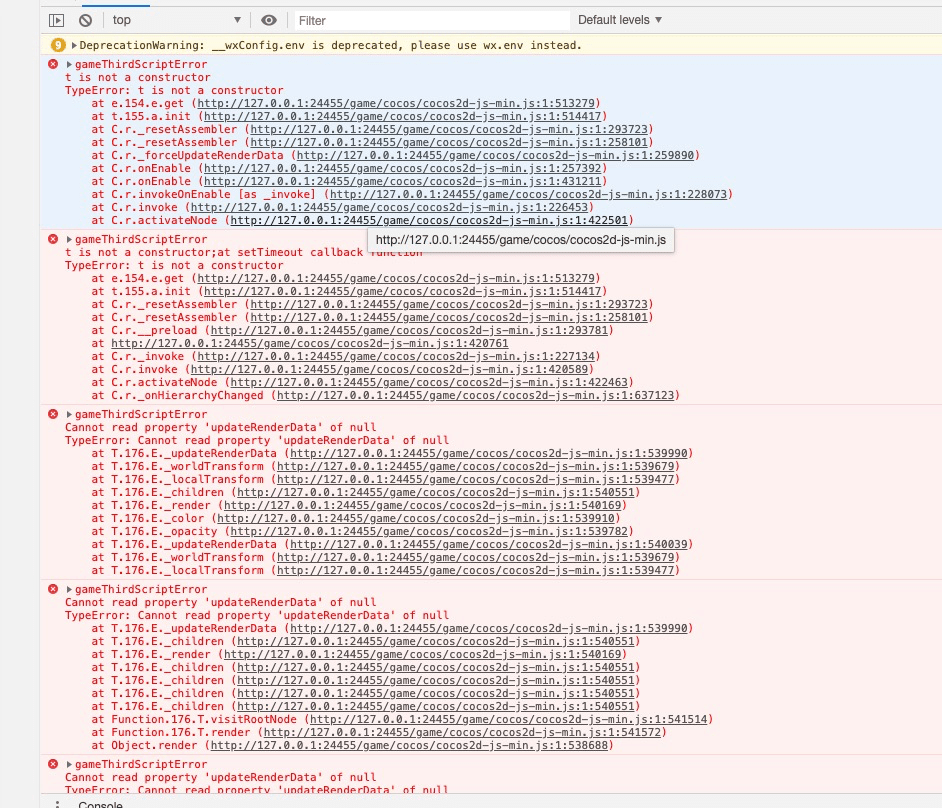 top
Filter
Default levels
9 DeprecationWarning: __wxConfig.env is deprecated, please use wx.env instead.
gameThirdScriptError
t is not a constructor
TypeError: t is not a constructor
at e.154.e.get (http://127.0.0.1:24455/game/cocos/cocos2d-js-min.js:1:513279)
at t.155.a.init (http://127.0.0.1:24455/game/cocos/cocos2d-js-min.js:1:514417)
at C.r._resetAssembler (http://127.0.0.1:24455/game/cocos/cocos2d-js-min.js:1:293723)
at C.r._resetAssembler (http://127.0.0.1:24455/game/cocos/cocos2d-js-min.js:1:258101)
at C.r._forceUpdateRenderData (http://127.0.0.1:24455/game/cocos/cocos2d-js-min.js:1:259890)
at C.r.onEnable (http://127.0.0.1:24455/game/cocos/cocos2d-js-min.js:1:257392)
at C.r.onEnable (http://127.0.0.1:24455/game/cocos/cocos2d-js-min.js:1:431211)
at C.r.invokeOnEnable [as _invoke] (http://127.0.0.1:24455/game/cocos/cocos2d-js-min.js:1:228073)
at C.r.invoke (http://127.0.0.1:24455/game/cocos/cocos2d-js-min.js:1:226453)
at C.r.activateNode (http://127.0.0.1:24455/game/cocos/cocos2d-js-min.js:1:422501)
http://127.0.0.1:24455/game/cocos/cocos2d-js-min.js
gameThirdScriptError
t is not a constructor;at setTimeout callback function
TypeError: t is not a constructor
at e.154.e.get (http://127.0.0.1:24455/game/cocos/cocos2d-js-min.js:1:513279)
at t.155.a.init (http://127.0.0.1:24455/game/cocos/cocos2d-js-min.js:1:514417)
at C.r._resetAssembler (http://127.0.0.1:24455/game/cocos/cocos2d-js-min.js:1:293723)
at C.r._resetAssembler (http://127.0.0.1:24455/game/cocos/cocos2d-js-min.js:1:258101)
at C.r.__preload (http://127.0.0.1:24455/game/cocos/cocos2d-js-min.js:1:293781)
at http://127.0.0.1:24455/game/cocos/cocos2d-js-min.js:1:420761
at C.r._invoke (http://127.0.0.1:24455/game/cocos/cocos2d-js-min.js:1:227134)
at C.r.invoke (http://127.0.0.1:24455/game/cocos/cocos2d-js-min.js:1:420589)
at C.r.activateNode (http://127.0.0.1:24455/game/cocos/cocos2d-js-min.js:1:422463)
at C.r._onHierarchyChanged (http://127.0.0.1:24455/game/cocos/cocos2d-js-min.js:1:637123)
gameThirdScriptError
Cannot read property 'updateRenderData' of null
TypeError: Cannot read property 'updateRenderData' of null
at T.176.E._updateRenderData (http://127.0.0.1:24455/game/cocos/cocos2d-js-min.js:1:539990)
at T.176.E._worldTransform (http://127.0.0.1:24455/game/cocos/cocos2d-js-min.js:1:539679)
at T.176.E._localTransform (http://127.0.0.1:24455/game/cocos/cocos2d-js-min.js:1:539477)
at T.176.E._children (http://127.0.0.1:24455/game/cocos/cocos2d-js-min.js:1:540551)
at T.176.E._render (http://127.0.0.1:24455/game/cocos/cocos2d-js-min.js:1:540169)
at T.176.E._color (http://127.0.0.1:24455/game/cocos/cocos2d-js-min.js:1:539910)
at T.176.E._opacity (http://127.0.0.1:24455/game/cocos/cocos2d-js-min.js:1:539782)
at T.176.E._updateRenderData (http://127.0.0.1:24455/game/cocos/cocos2d-js-min.js:1:540039)
at T.176.E._worldTransform (http://127.0.0.1:24455/game/cocos/cocos2d-js-min.js:1:539679)
at T.176.E._localTransform (http://127.0.0.1:24455/game/cocos/cocos2d-js-min.js:1:539477)
gameThirdScriptError
Cannot read property 'updateRenderData' of null
TypeError: Cannot read property 'updateRenderData' of null
at T.176.E._updateRenderData (http://127.0.0.1:24455/game/cocos/cocos2d-js-min.js:1:539990)
at T.176.E._children (http://127.0.0.1:24455/game/cocos/cocos2d-js-min.js:1:540551)
at T.176.E._render (http://127.0.0.1:24455/game/cocos/cocos2d-js-min.js:1:540169)
at T.176.E._children (http://127.0.0.1:24455/game/cocos/cocos2d-js-min.js:1:540551)
at T.176.E._children (http://127.0.0.1:24455/game/cocos/cocos2d-js-min.js:1:540551)
at T.176.E._children (http://127.0.0.1:24455/game/cocos/cocos2d-js-min.js:1:540551)
at T.176.E._children (http://127.0.0.1:24455/game/cocos/cocos2d-js-min.js:1:540551)
at Function.176.T.visitRootNode (http://127.0.0.1:24455/game/cocos/cocos2d-js-min.js:1:541514)
at Function.176.T.render (http://127.0.0.1:24455/game/cocos/cocos2d-js-min.js:1:541572)
at Object.render (http://127.0.0.1:24455/game/cocos/cocos2d-js-min.js:1:538688)
gameThirdScriptError
Cannot read property 'updateRenderData' of null
TypeError: Cannot read property 'updateRenderData' of null
Console